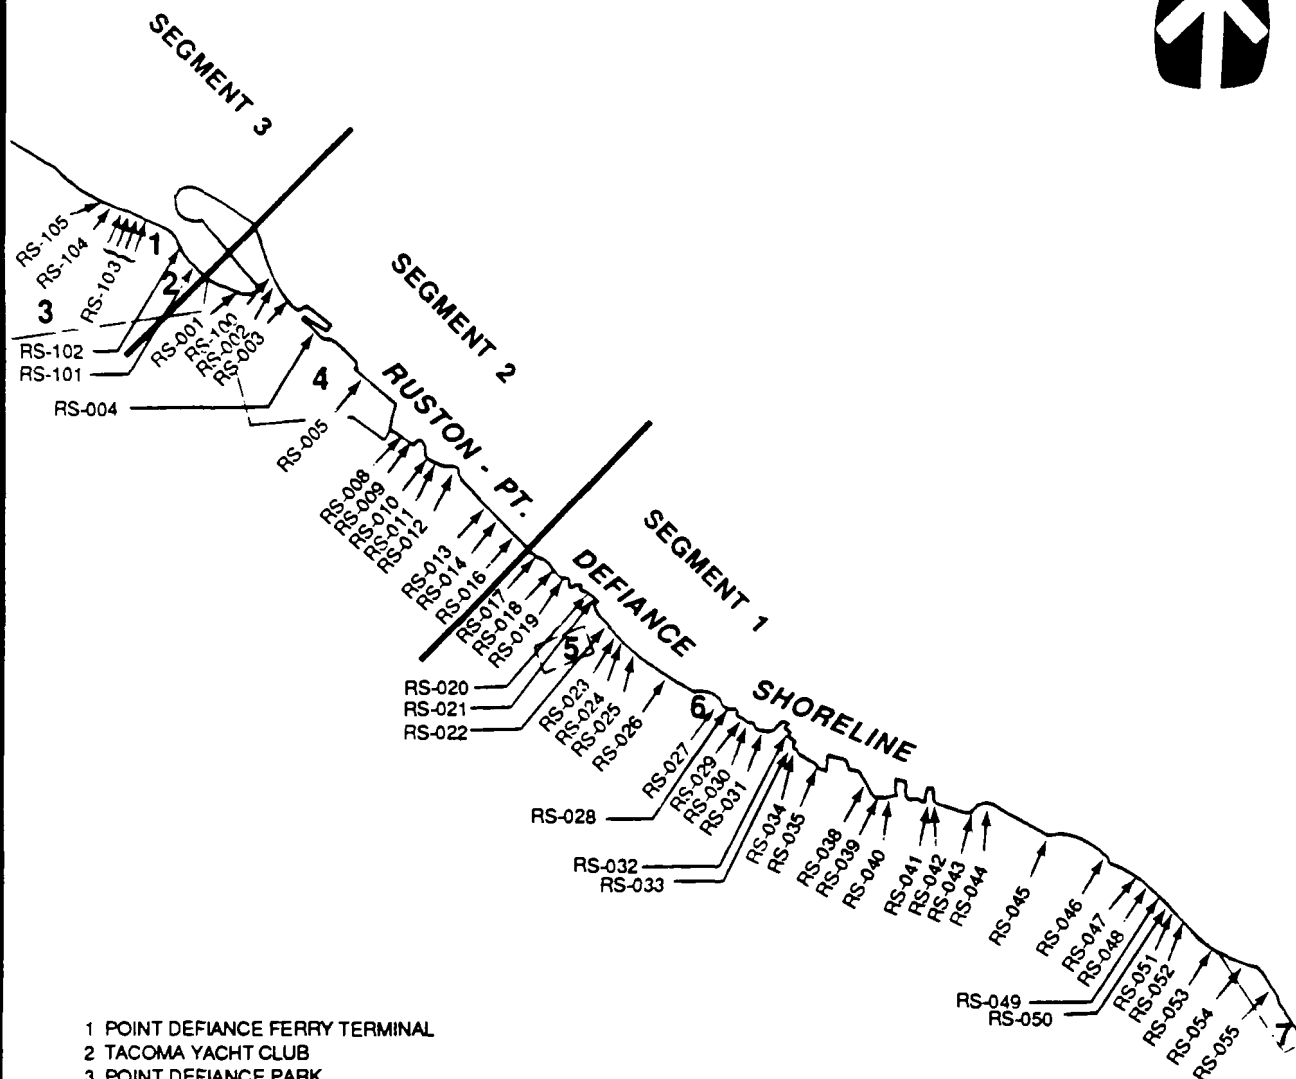 SEGMENT 3
SEGMENT 2
SEGMENT 1
RUSTON - PT.
DEFIANCE
SHORELINE
RS-105
RS-104
RS-103
1
2
3
RS-102
RS-101
RS-001
RS-100
RS-002
RS-003
RS-004
4
RS-005
RS-008
RS-009
RS-010
RS-011
RS-012
RS-013
RS-014
RS-016
RS-017
RS-018
RS-019
5
RS-020
RS-021
RS-022
RS-023
RS-024
RS-025
RS-026
6
RS-027
RS-028
RS-029
RS-030
RS-031
RS-032
RS-033
RS-034
RS-035
RS-038
RS-039
RS-040
RS-041
RS-042
RS-043
RS-044
RS-045
RS-046
RS-047
RS-048
RS-049
RS-050
RS-051
RS-052
RS-053
RS-054
RS-055
7
1 POINT DEFIANCE FERRY TERMINAL
2 TACOMA YACHT CLUB
3 POINT DEFIANCE PARK